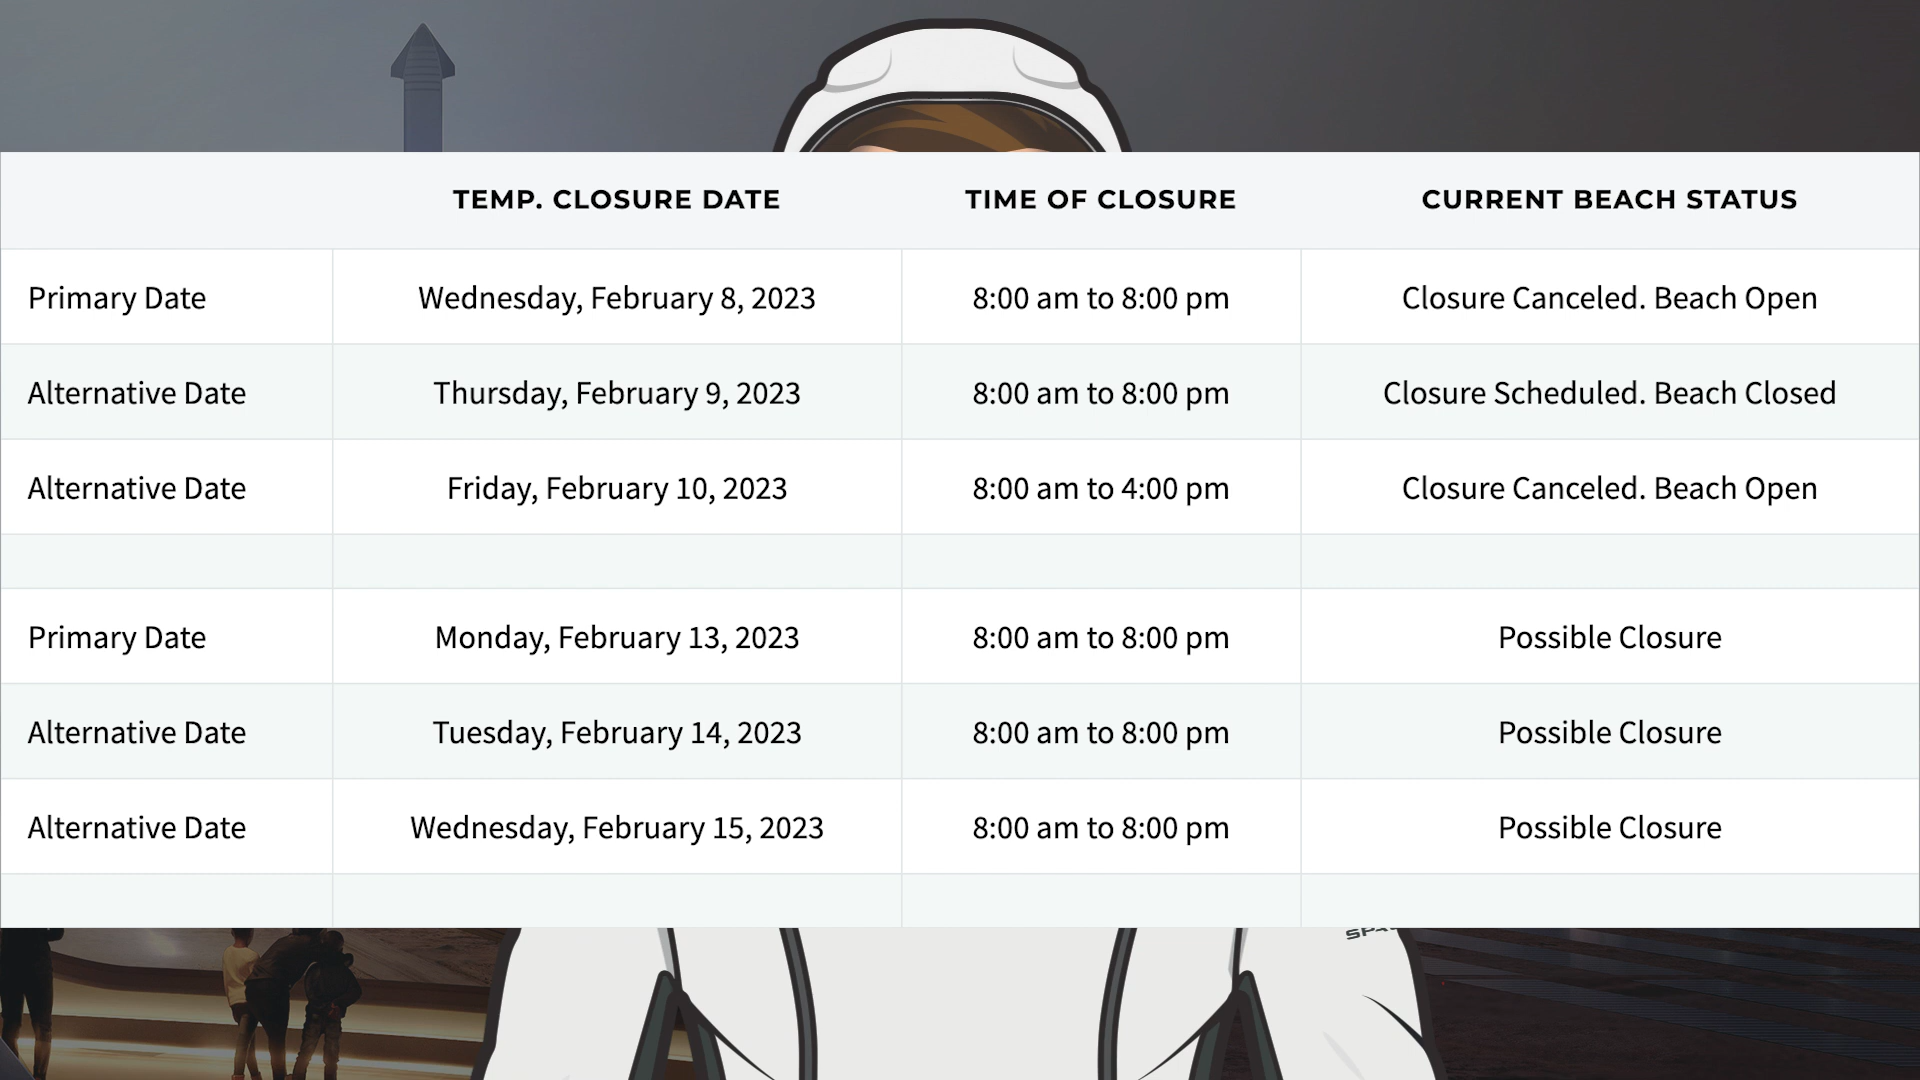 TEMP. CLOSURE DATE TIME OF CLOSURE CURRENT BEACH STATUS
Primary Date Wednesday, February 8, 2023 8:00 am to 8:00 pm Closure Canceled. Beach Open
Alternative Date Thursday, February 9, 2023 8:00 am to 8:00 pm Closure Scheduled. Beach Closed
Alternative Date Friday, February 10, 2023 8:00 am to 4:00 pm Closure Canceled. Beach Open
Primary Date Monday, February 13, 2023 8:00 am to 8:00 pm Possible Closure
Alternative Date Tuesday, February 14, 2023 8:00 am to 8:00 pm Possible Closure
Alternative Date Wednesday, February 15, 2023 8:00 am to 8:00 pm Possible Closure